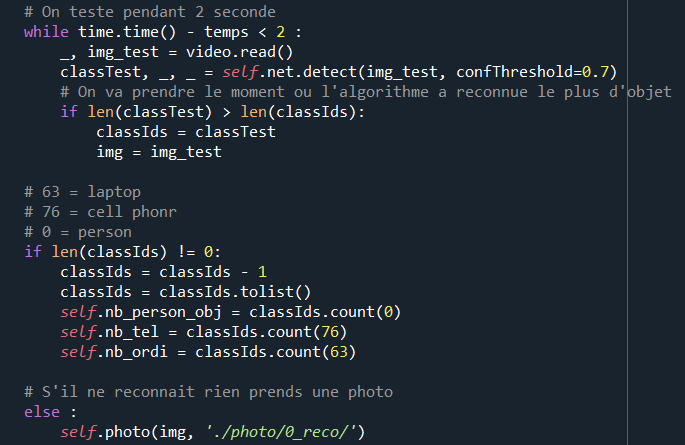 # On teste pendant 2 seconde
while time.time() - temps < 2 :
_, img_test = video.read()
classTest, _, _ = self.net.detect(img_test, confThreshold=0.7)
# On va prendre le moment ou l'algorithme a reconnue le plus d'objet
if len(classTest) > len(classIds):
classIds = classTest
img = img_test
# 63 = laptop
# 76 = cell phonr
# 0 = person
if len(classIds) != 0:
classIds = classIds - 1
classIds = classIds.tolist()
self.nb_person_obj = classIds.count(0)
self.nb_tel = classIds.count(76)
self.nb_ordi = classIds.count(63)
# S'il ne reconnait rien prends une photo
else :
self.photo(img, './photo/0_reco/')